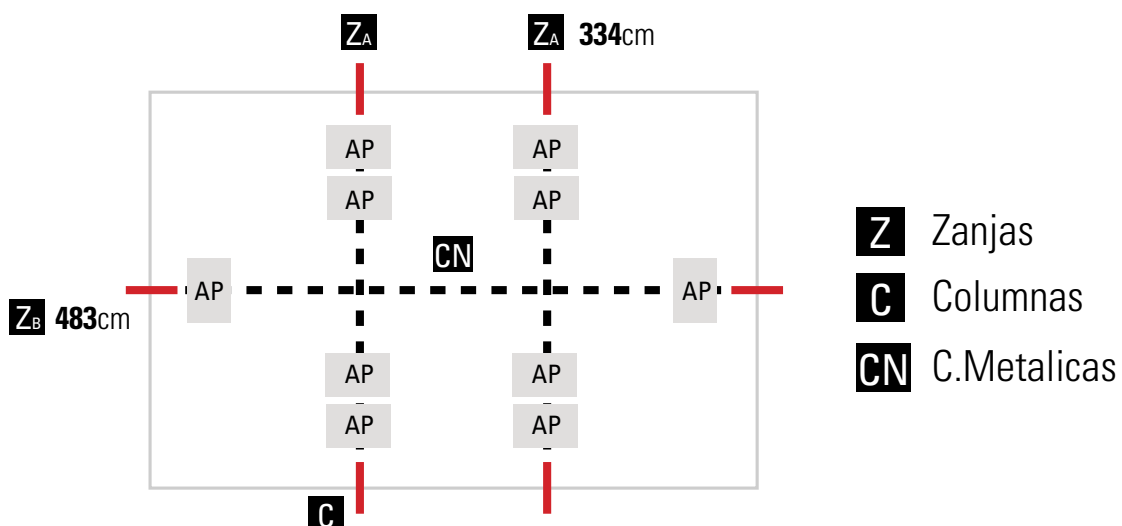 ZA ZA 334cm
AP AP
AP AP
Z Zanjas
CN
AP AP
C Columnas
ZB 483cm
CN C.Metalicas
AP AP
AP AP
C